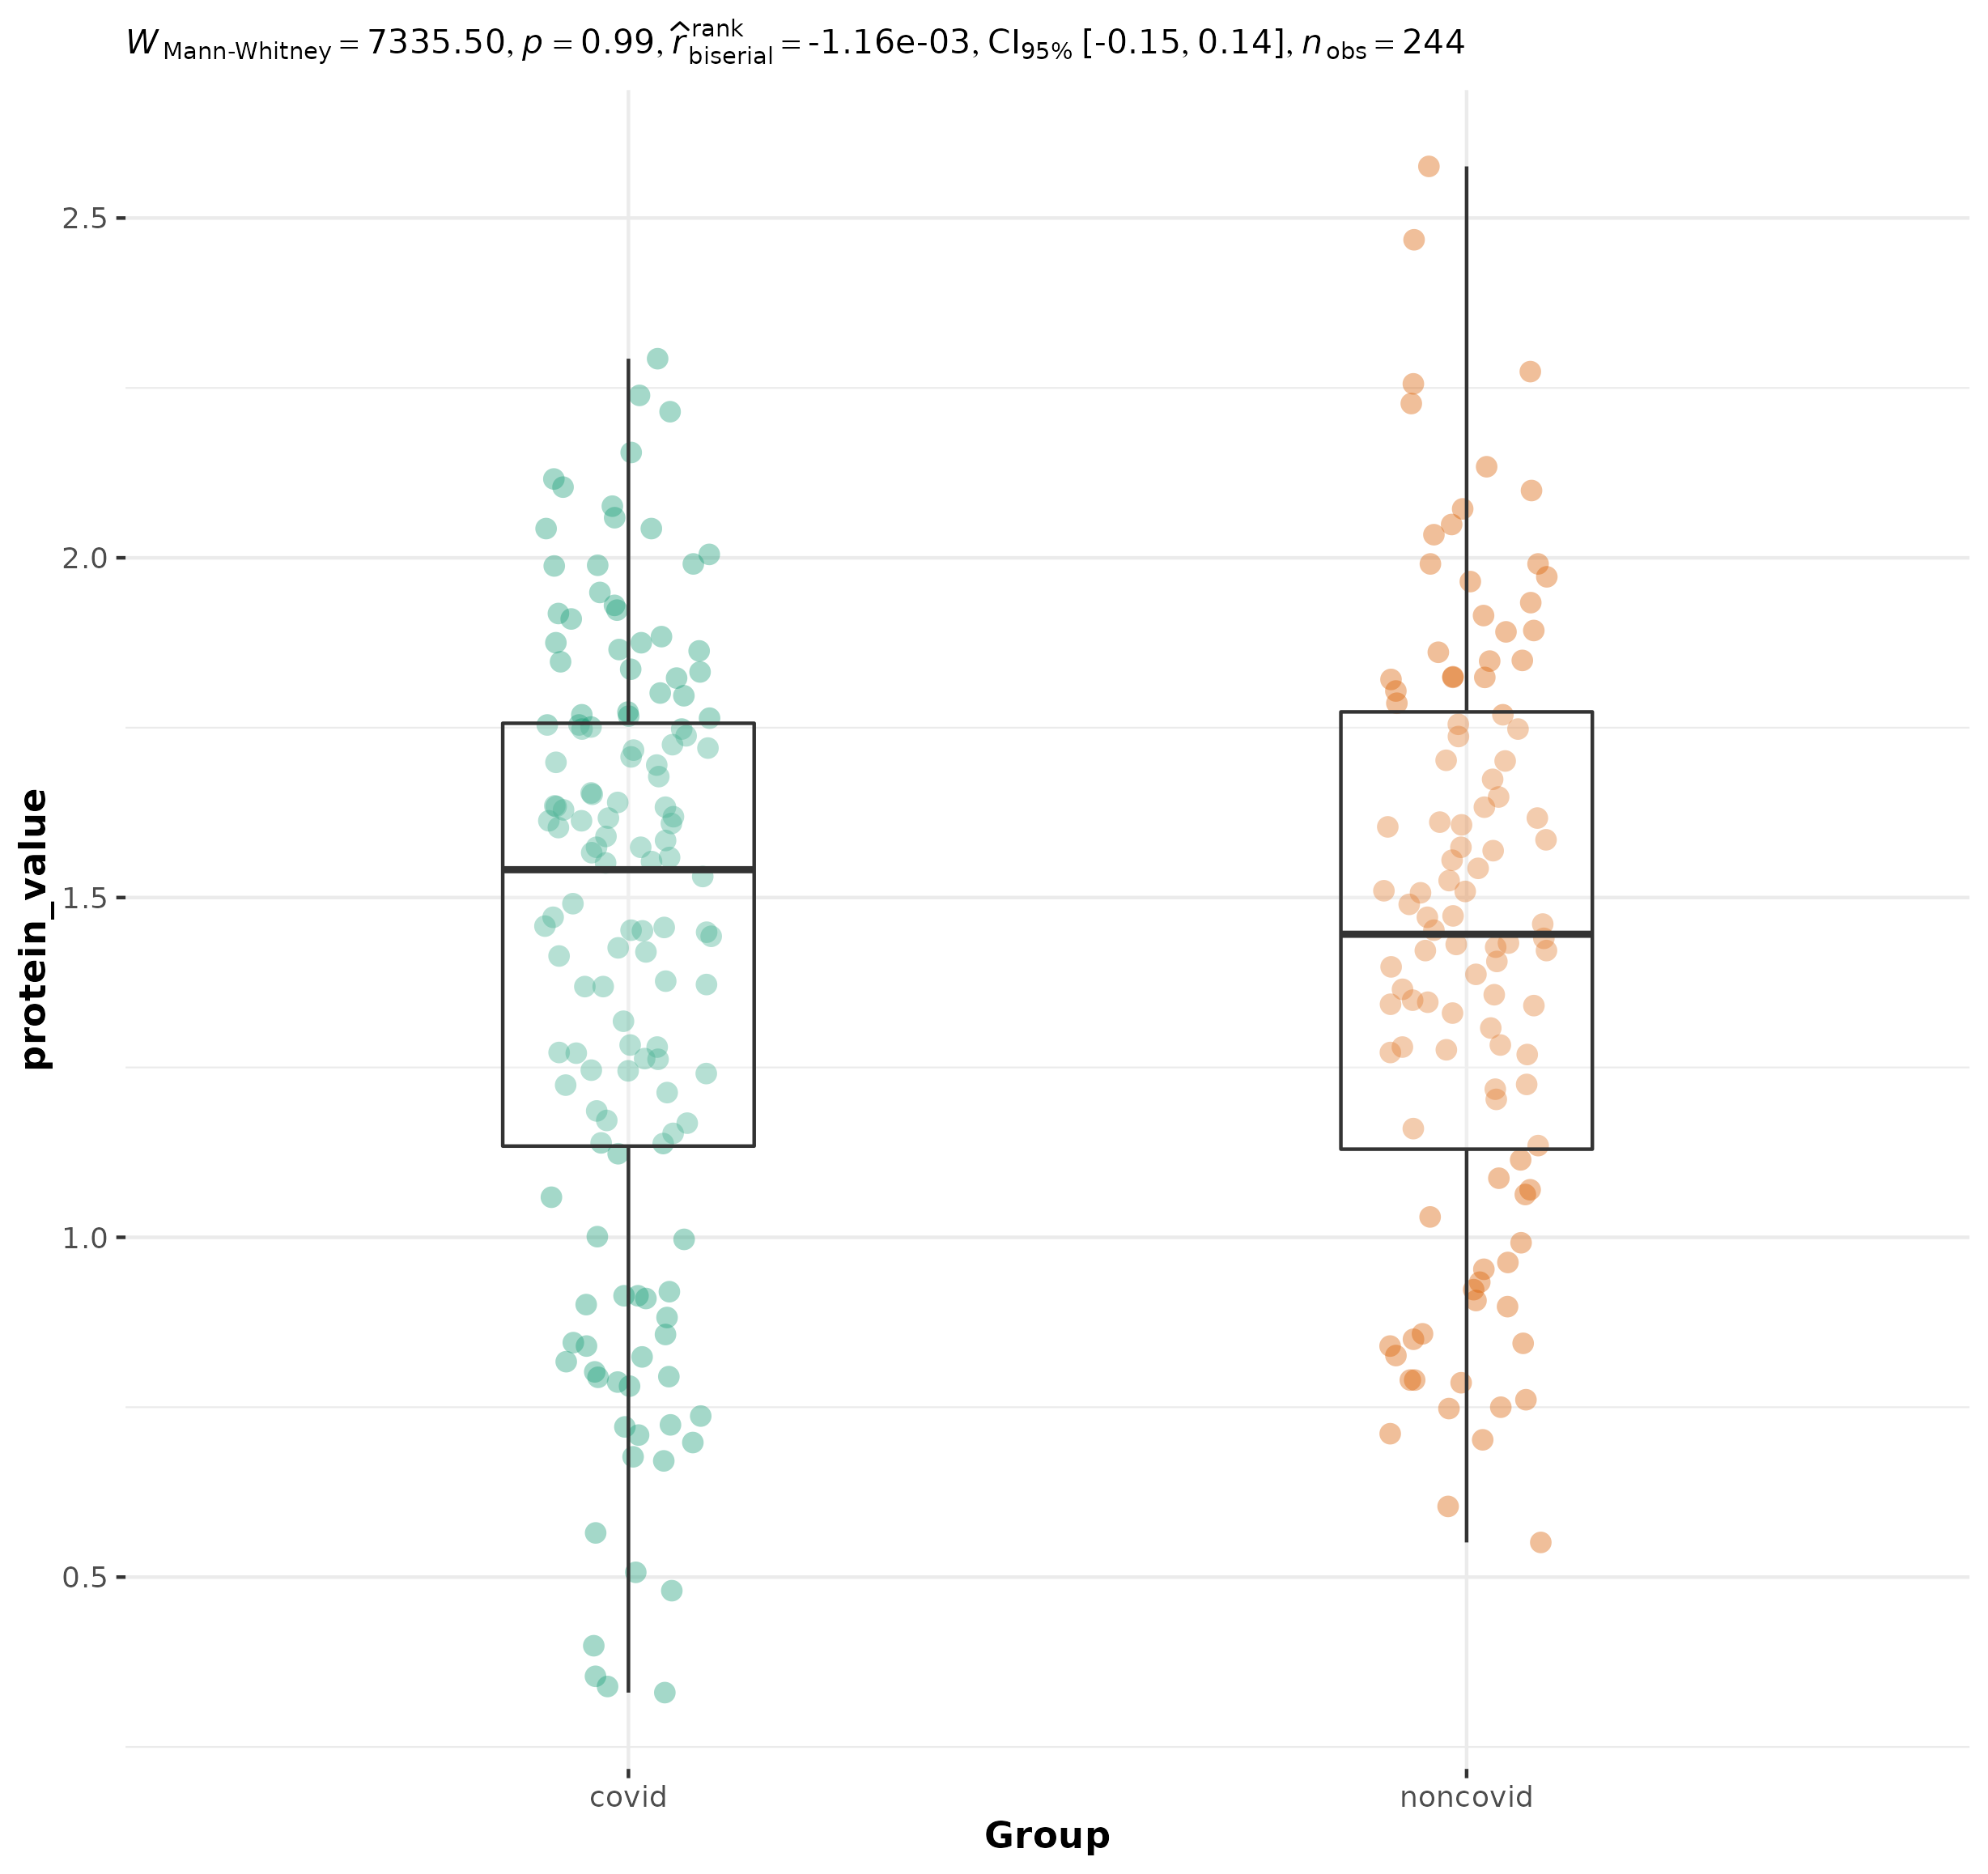 W Mann-Whitney = 7335.50, p = 0.99, r̂ rank biserial = -1.16e-03, CI95% [-0.15, 0.14], n obs = 244
protein_value
2.5
2.0
1.5
1.0
0.5
covid noncovid
Group